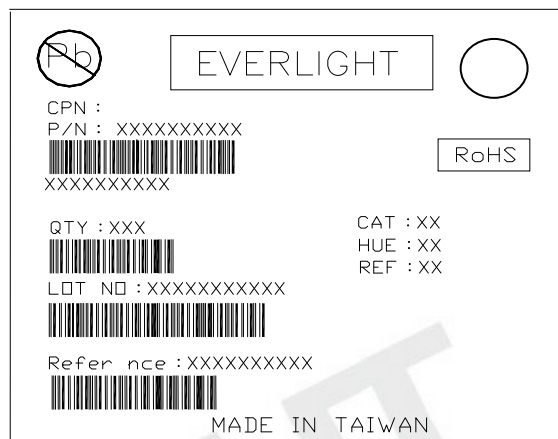 Pb
EVERLIGHT
CPN :
P/N : XXXXXXXXXX
RoHS
XXXXXXXXXX
QTY : XXX
CAT : XX
HUE : XX
REF : XX
LOT NO : XXXXXXXXXXX
Refer nce : XXXXXXXXXX
MADE IN TAIWAN